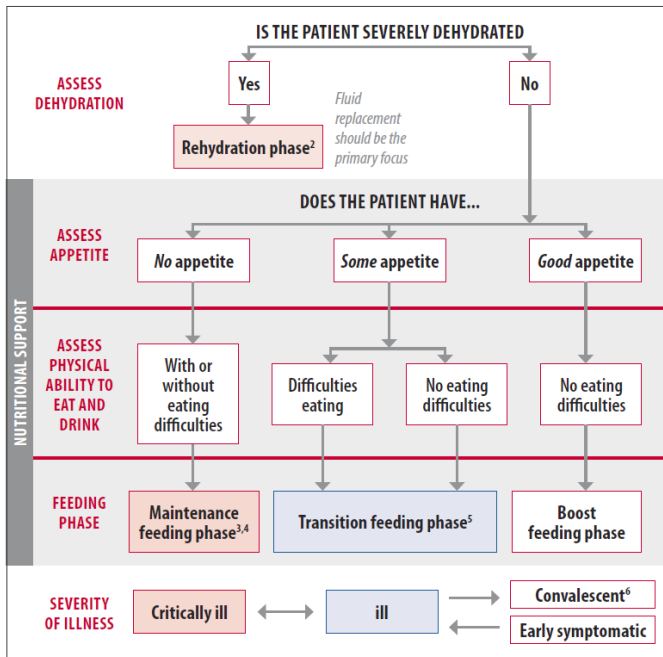 IS THE PATIENT SEVERELY DEHYDRATED
ASSESS
DEHYDRATION
Yes
No
Fluid
replacement
should be the
primary focus
Rehydration phase²
NUTRITIONAL SUPPORT
DOES THE PATIENT HAVE...
ASSESS
APPETITE
No appetite
Some appetite
Good appetite
ASSESS
PHYSICAL
ABILITY TO
EAT AND
DRINK
With or
without
eating
difficulties
Difficulties
eating
No eating
difficulties
No eating
difficulties
FEEDING
PHASE
Maintenance
feeding phase³,⁴
Transition feeding phase⁵
Boost
feeding phase
SEVERITY
OF ILLNESS
Critically ill
ill
Convalescent⁶
Early symptomatic